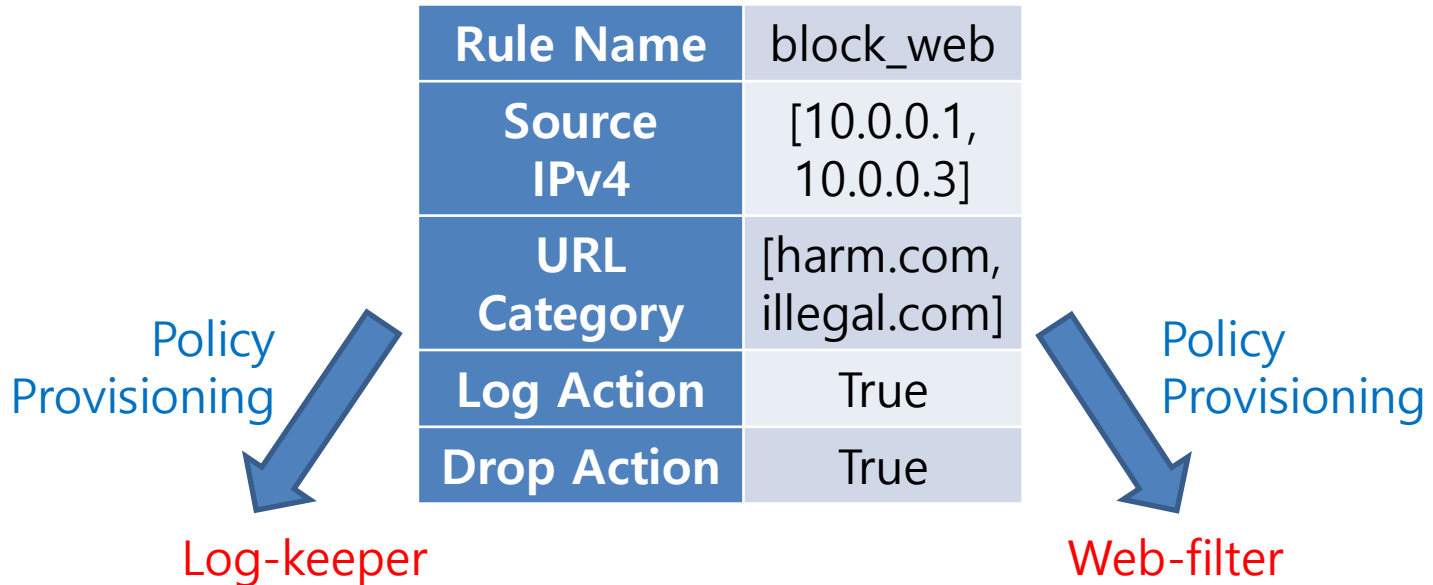 Rule Name block_web
Source
IPv4
[10.0.0.1,
10.0.0.3]
URL
Category
[harm.com,
illegal.com]
Log Action True
Drop Action True
Policy
Provisioning
Policy
Provisioning
Log-keeper
Web-filter